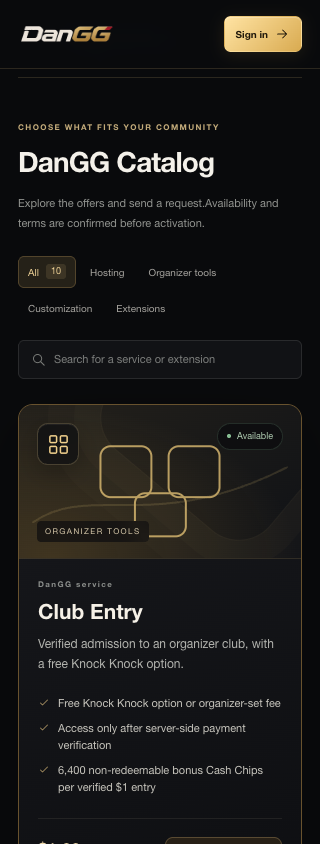 DanGG
Sign in
CHOOSE WHAT FITS YOUR COMMUNITY
DanGG Catalog
Explore the offers and send a request.Availability and
terms are confirmed before activation.
All 10 Hosting Organizer tools
Customization Extensions
Search for a service or extension
Available
ORGANIZER TOOLS
DanGG service
Club Entry
Verified admission to an organizer club, with
a free Knock Knock option.
Free Knock Knock option or organizer-set fee
Access only after server-side payment
verification
6,400 non-redeemable bonus Cash Chips
per verified $1 entry